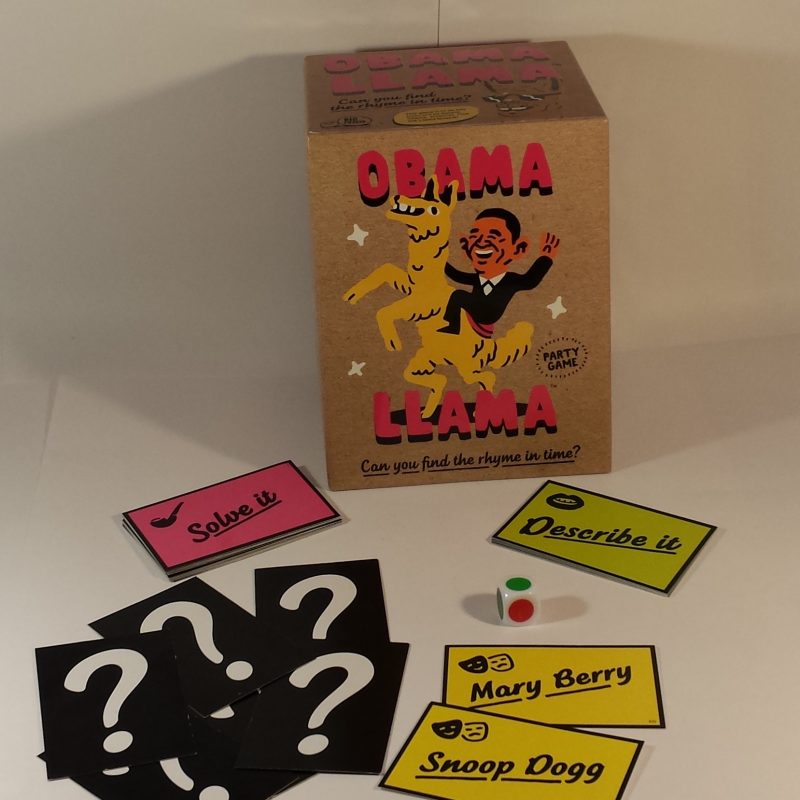 OBAMA
LLAMA
Can you find
the rhyme in time?
OBAMA
PARTY
GAME
LLAMA
Can you find the rhyme in time?
Solve it
Describe it
?
?
?
?
Mary Berry
Snoop Dogg